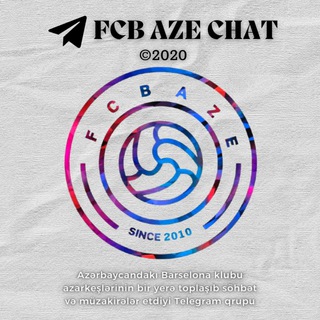 FCB AZE CHAT
©2020
FCBAZE
SINCE 2010
Azərbaycandakı Barselona klubu
azarkeşlərinin bir yerə toplaşıb söhbət
və müzakirələr etdiyi Telegram qrupu